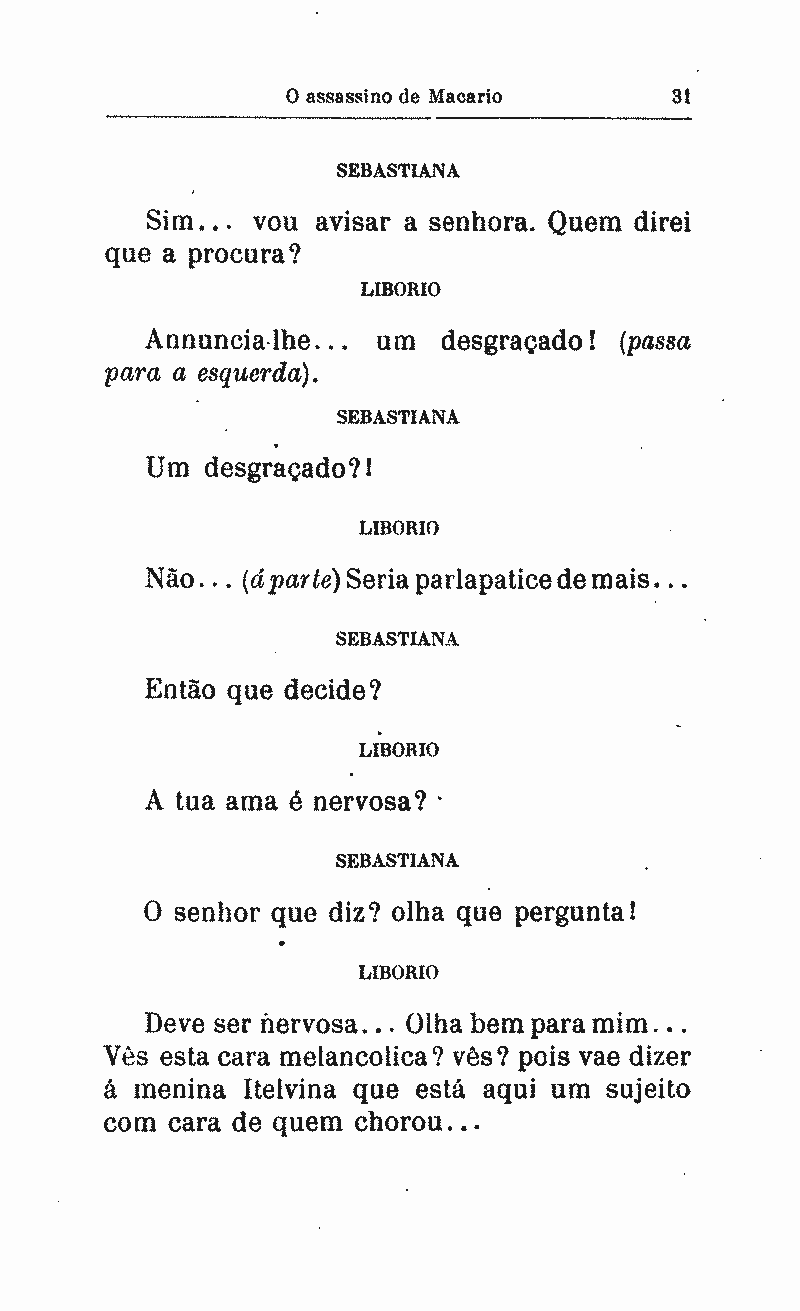 O assassino de Macario 31
SEBASTIANA
Sim... vou avisar a senhora. Quem direi
que a procura?
LIBORIO
Annuncia-lhe... um desgraçado! (passa
para a esquerda).
SEBASTIANA
Um desgraçado?!
LIBORIO
Não... (á parte) Seria parlapatice de mais...
SEBASTIANA
Então que decide?
LIBORIO
A tua ama é nervosa?
SEBASTIANA
O senhor que diz? olha que pergunta!
LIBORIO
Deve ser nervosa... Olha bem para mim...
Vês esta cara melancolica? vês? pois vae dizer
á menina Itelvina que está aqui um sujeito
com cara de quem chorou...